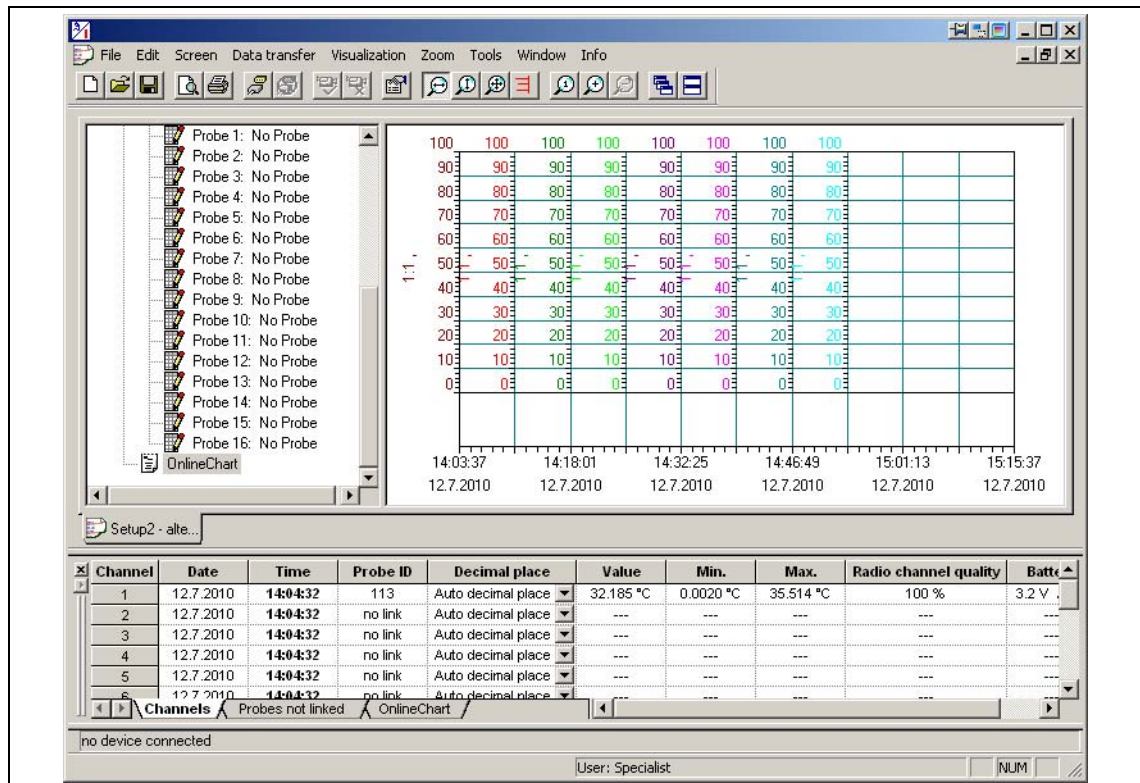 File Edit Screen Data transfer Visualization Zoom Tools Window Info
Probe 1: No Probe
Probe 2: No Probe
Probe 3: No Probe
Probe 4: No Probe
Probe 5: No Probe
Probe 6: No Probe
Probe 7: No Probe
Probe 8: No Probe
Probe 9: No Probe
Probe 10: No Probe
Probe 11: No Probe
Probe 12: No Probe
Probe 13: No Probe
Probe 14: No Probe
Probe 15: No Probe
Probe 16: No Probe
OnlineChart
100 100 100 100 100 100 100 100
90 90 90 90 90 90 90 90
80 80 80 80 80 80 80 80
70 70 70 70 70 70 70 70
60 60 60 60 60 60 60 60
50 50 50 50 50 50 50 50
40 40 40 40 40 40 40 40
30 30 30 30 30 30 30 30
20 20 20 20 20 20 20 20
10 10 10 10 10 10 10 10
0 0 0 0 0 0 0 0
14:03:37 14:18:01 14:32:25 14:46:49 15:01:13 15:15:37
12.7.2010 12.7.2010 12.7.2010 12.7.2010 12.7.2010 12.7.2010
Setup2 - alte...
Channel Date Time Probe ID Decimal place Value Min. Max. Radio channel quality Batte
1 12.7.2010 14:04:32 113 Auto decimal place 32.185 °C 0.0020 °C 35.514 °C 100 % 3.2 V
2 12.7.2010 14:04:32 no link Auto decimal place --- --- --- --- ---
3 12.7.2010 14:04:32 no link Auto decimal place --- --- --- --- ---
4 12.7.2010 14:04:32 no link Auto decimal place --- --- --- --- ---
5 12.7.2010 14:04:32 no link Auto decimal place --- --- --- --- ---
6 12.7.2010 14:04:32 no link Auto decimal place --- --- --- --- ---
Channels Probes not linked OnlineChart
no device connected
User: Specialist NUM